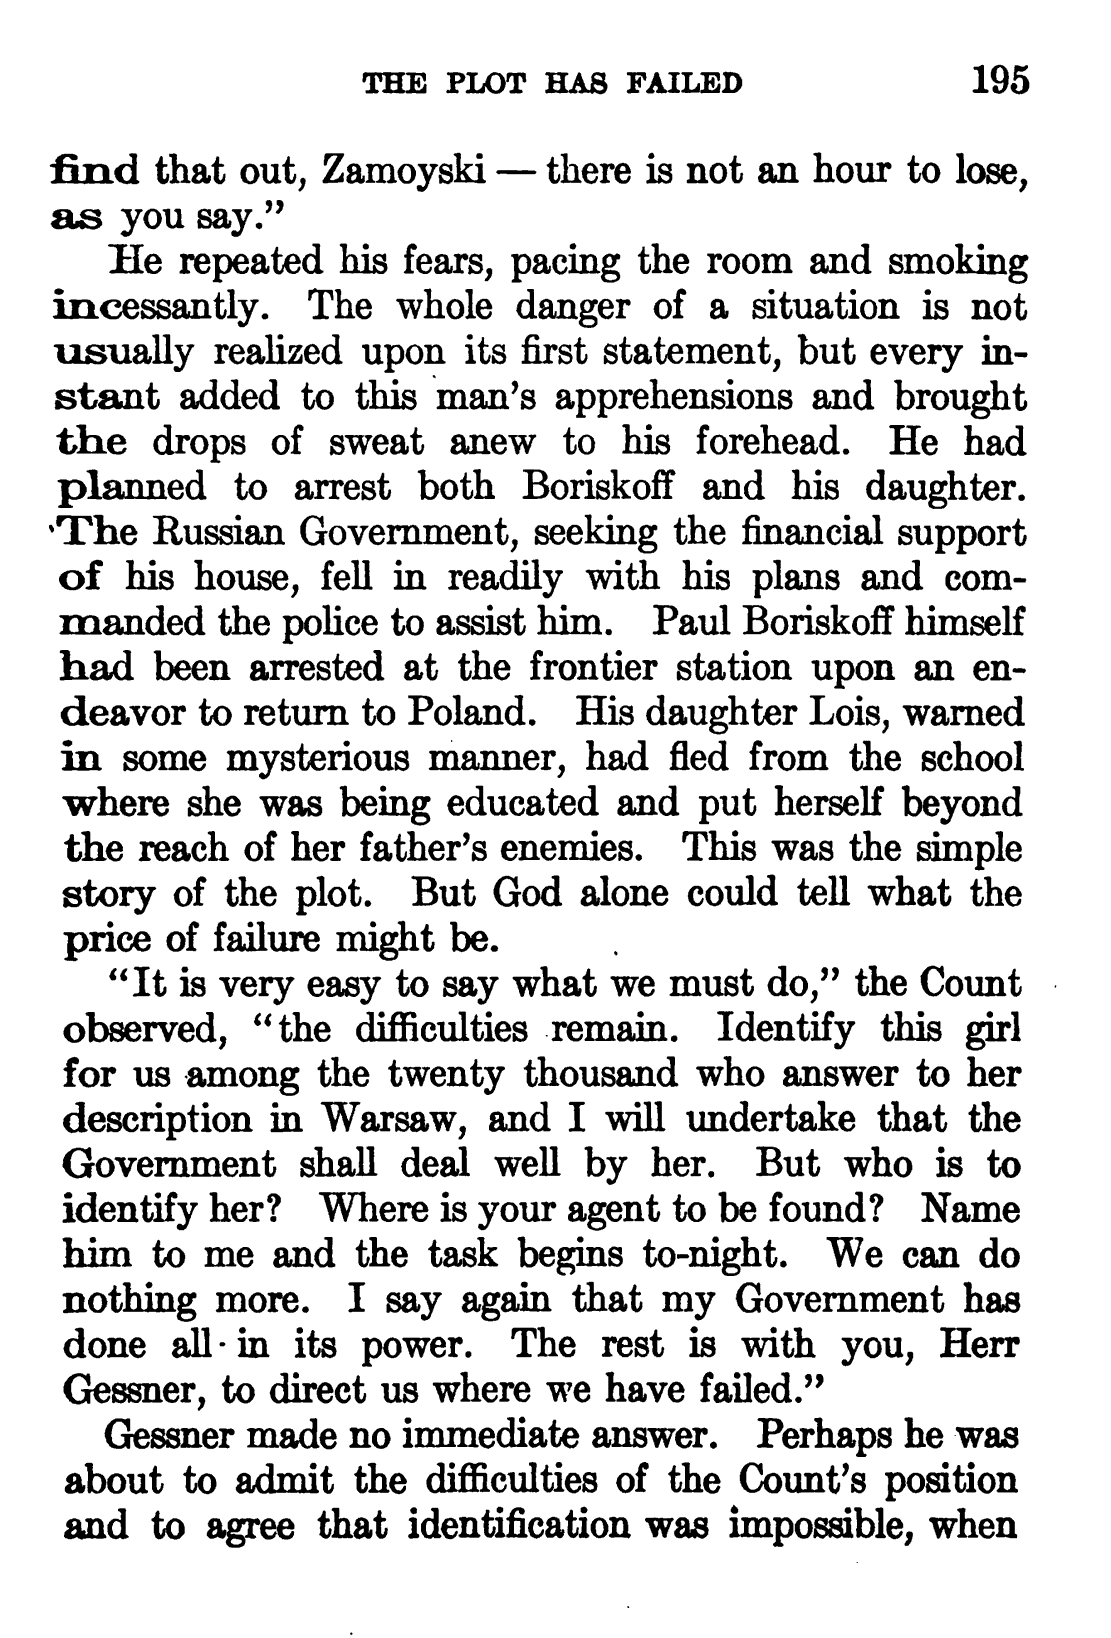 THE PLOT HAS FAILED 195
find that out, Zamoyski — there is not an hour to lose,
as you say.”
He repeated his fears, pacing the room and smoking
incessantly. The whole danger of a situation is not
usually realized upon its first statement, but every in-
stant added to this man’s apprehensions and brought
the drops of sweat anew to his forehead. He had
planned to arrest both Boriskoff and his daughter.
The Russian Government, seeking the financial support
of his house, fell in readily with his plans and com-
manded the police to assist him. Paul Boriskoff himself
had been arrested at the frontier station upon an en-
deavor to return to Poland. His daughter Lois, warned
in some mysterious manner, had fled from the school
where she was being educated and put herself beyond
the reach of her father’s enemies. This was the simple
story of the plot. But God alone could tell what the
price of failure might be.
“It is very easy to say what we must do,” the Count
observed, “the difficulties remain. Identify this girl
for us among the twenty thousand who answer to her
description in Warsaw, and I will undertake that the
Government shall deal well by her. But who is to
identify her? Where is your agent to be found? Name
him to me and the task begins to-night. We can do
nothing more. I say again that my Government has
done all in its power. The rest is with you, Herr
Gessner, to direct us where we have failed.”
Gessner made no immediate answer. Perhaps he was
about to admit the difficulties of the Count’s position
and to agree that identification was impossible, when